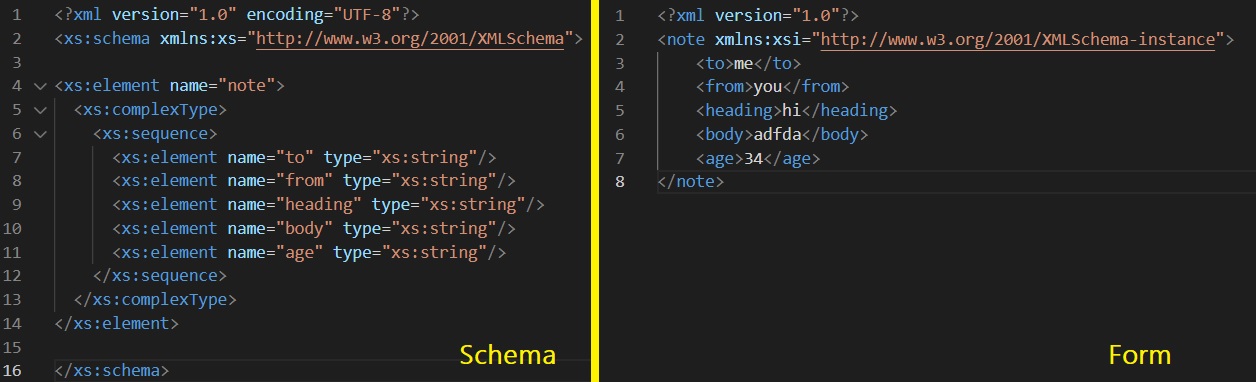 1 <?xml version="1.0" encoding="UTF-8"?>
2 <xs:schema xmlns:xs="http://www.w3.org/2001/XMLSchema">
3
4 <xs:element name="note">
5 <xs:complexType>
6 <xs:sequence>
7 <xs:element name="to" type="xs:string"/>
8 <xs:element name="from" type="xs:string"/>
9 <xs:element name="heading" type="xs:string"/>
10 <xs:element name="body" type="xs:string"/>
11 <xs:element name="age" type="xs:string"/>
12 </xs:sequence>
13 </xs:complexType>
14 </xs:element>
15
16 </xs:schema>
Schema
1 <?xml version="1.0"?>
2 <note xmlns:xsi="http://www.w3.org/2001/XMLSchema-instance">
3 <to>me</to>
4 <from>you</from>
5 <heading>hi</heading>
6 <body>adfda</body>
7 <age>34</age>
8 </note>
Form